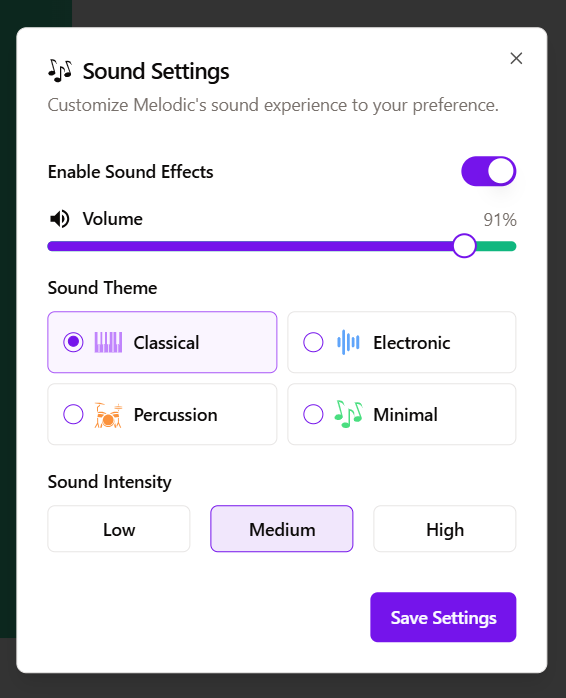 Sound Settings
Customize Melodic's sound experience to your preference.
Enable Sound Effects
Volume 91%
Sound Theme
Classical Electronic
Percussion Minimal
Sound Intensity
Low Medium High
Save Settings